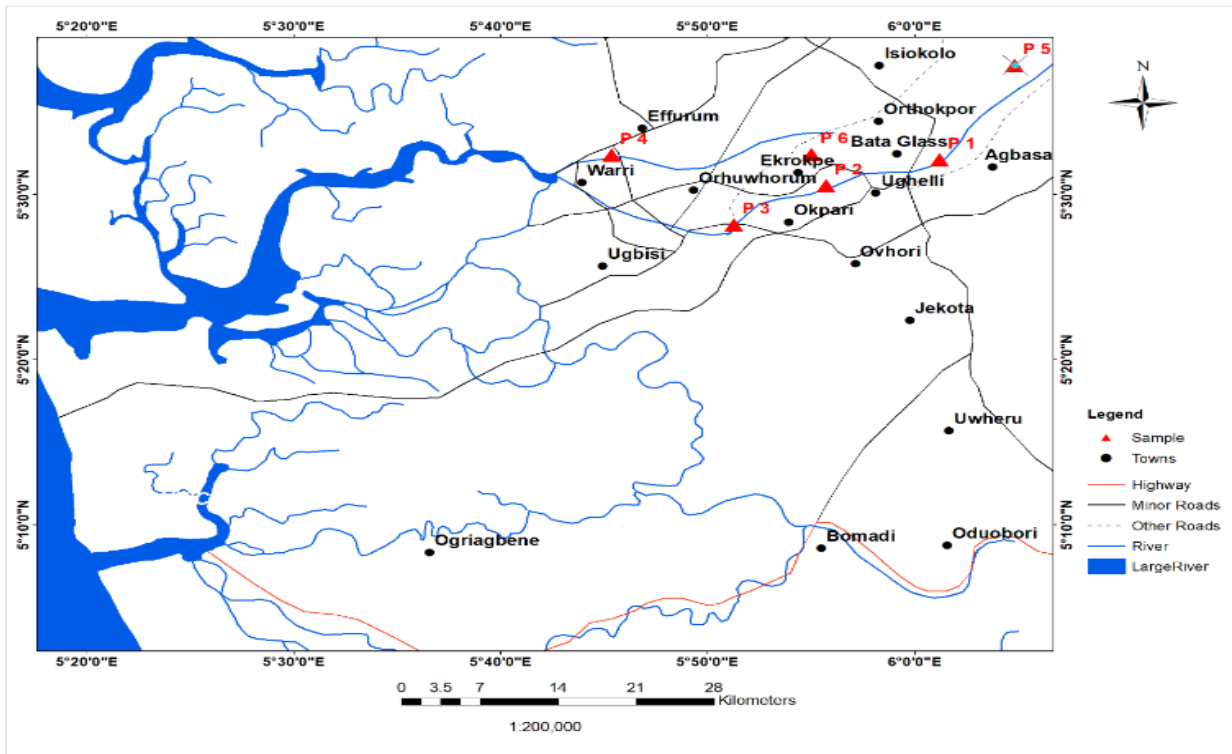 5°20'0"E 5°30'0"E 5°40'0"E 5°50'0"E 6°0'0"E
Isiokolo
P 5
N
Effurum
Orthokpor
P 4
P 6
Bata Glass
P 1
Ekrokpe
Agbasa
Warri
Orhuwhorum
P 2
Ughelli
5°30'0"N
5°30'0"N
P 3
Okpari
Ugbisi
Ovhori
Jekota
5°20'0"N
5°20'0"N
Uwheru
Legend
Sample
Towns
Highway
Minor Roads
Other Roads
River
LargeRiver
5°10'0"N
5°10'0"N
Ogriagbene
Bomadi
Oduobori
5°20'0"E 5°30'0"E 5°40'0"E 5°50'0"E 6°0'0"E
0 3.5 7 14 21 28
Kilometers
1:200,000